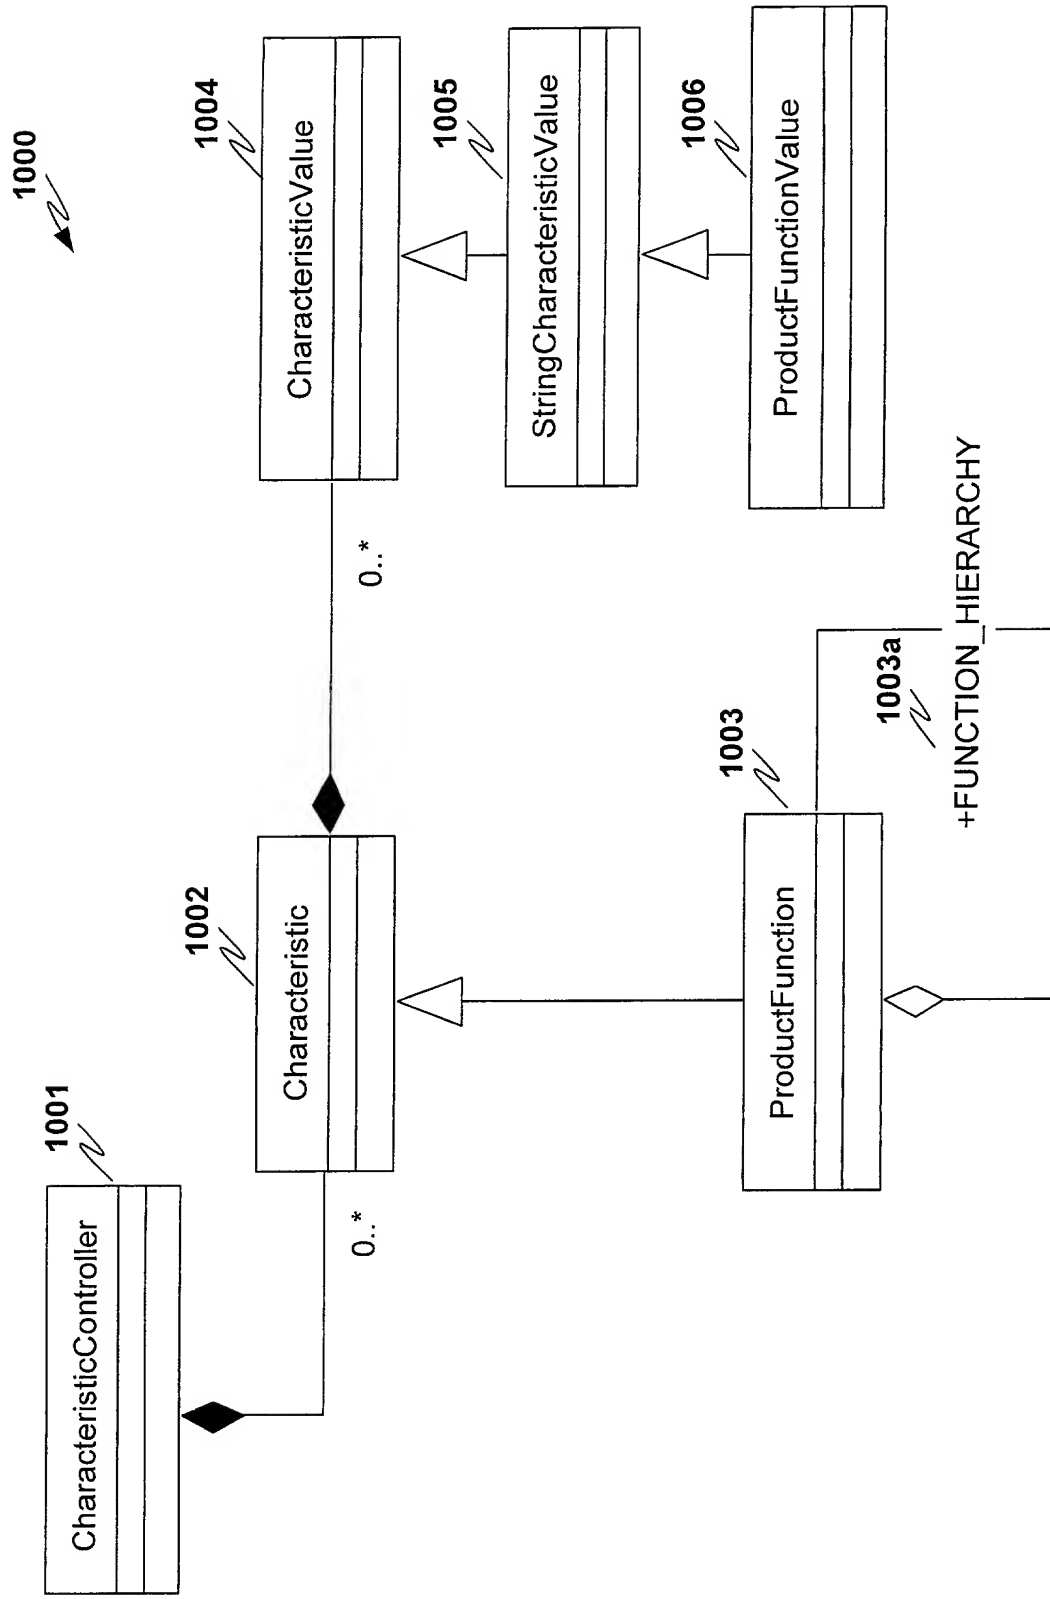 1000
1001
CharacteristicController
0..*
1002
Characteristic
0..*
1004
CharacteristicValue
1005
StringCharacteristicValue
1006
ProductFunctionValue
1003
ProductFunction
1003a
+FUNCTION_HIERARCHY